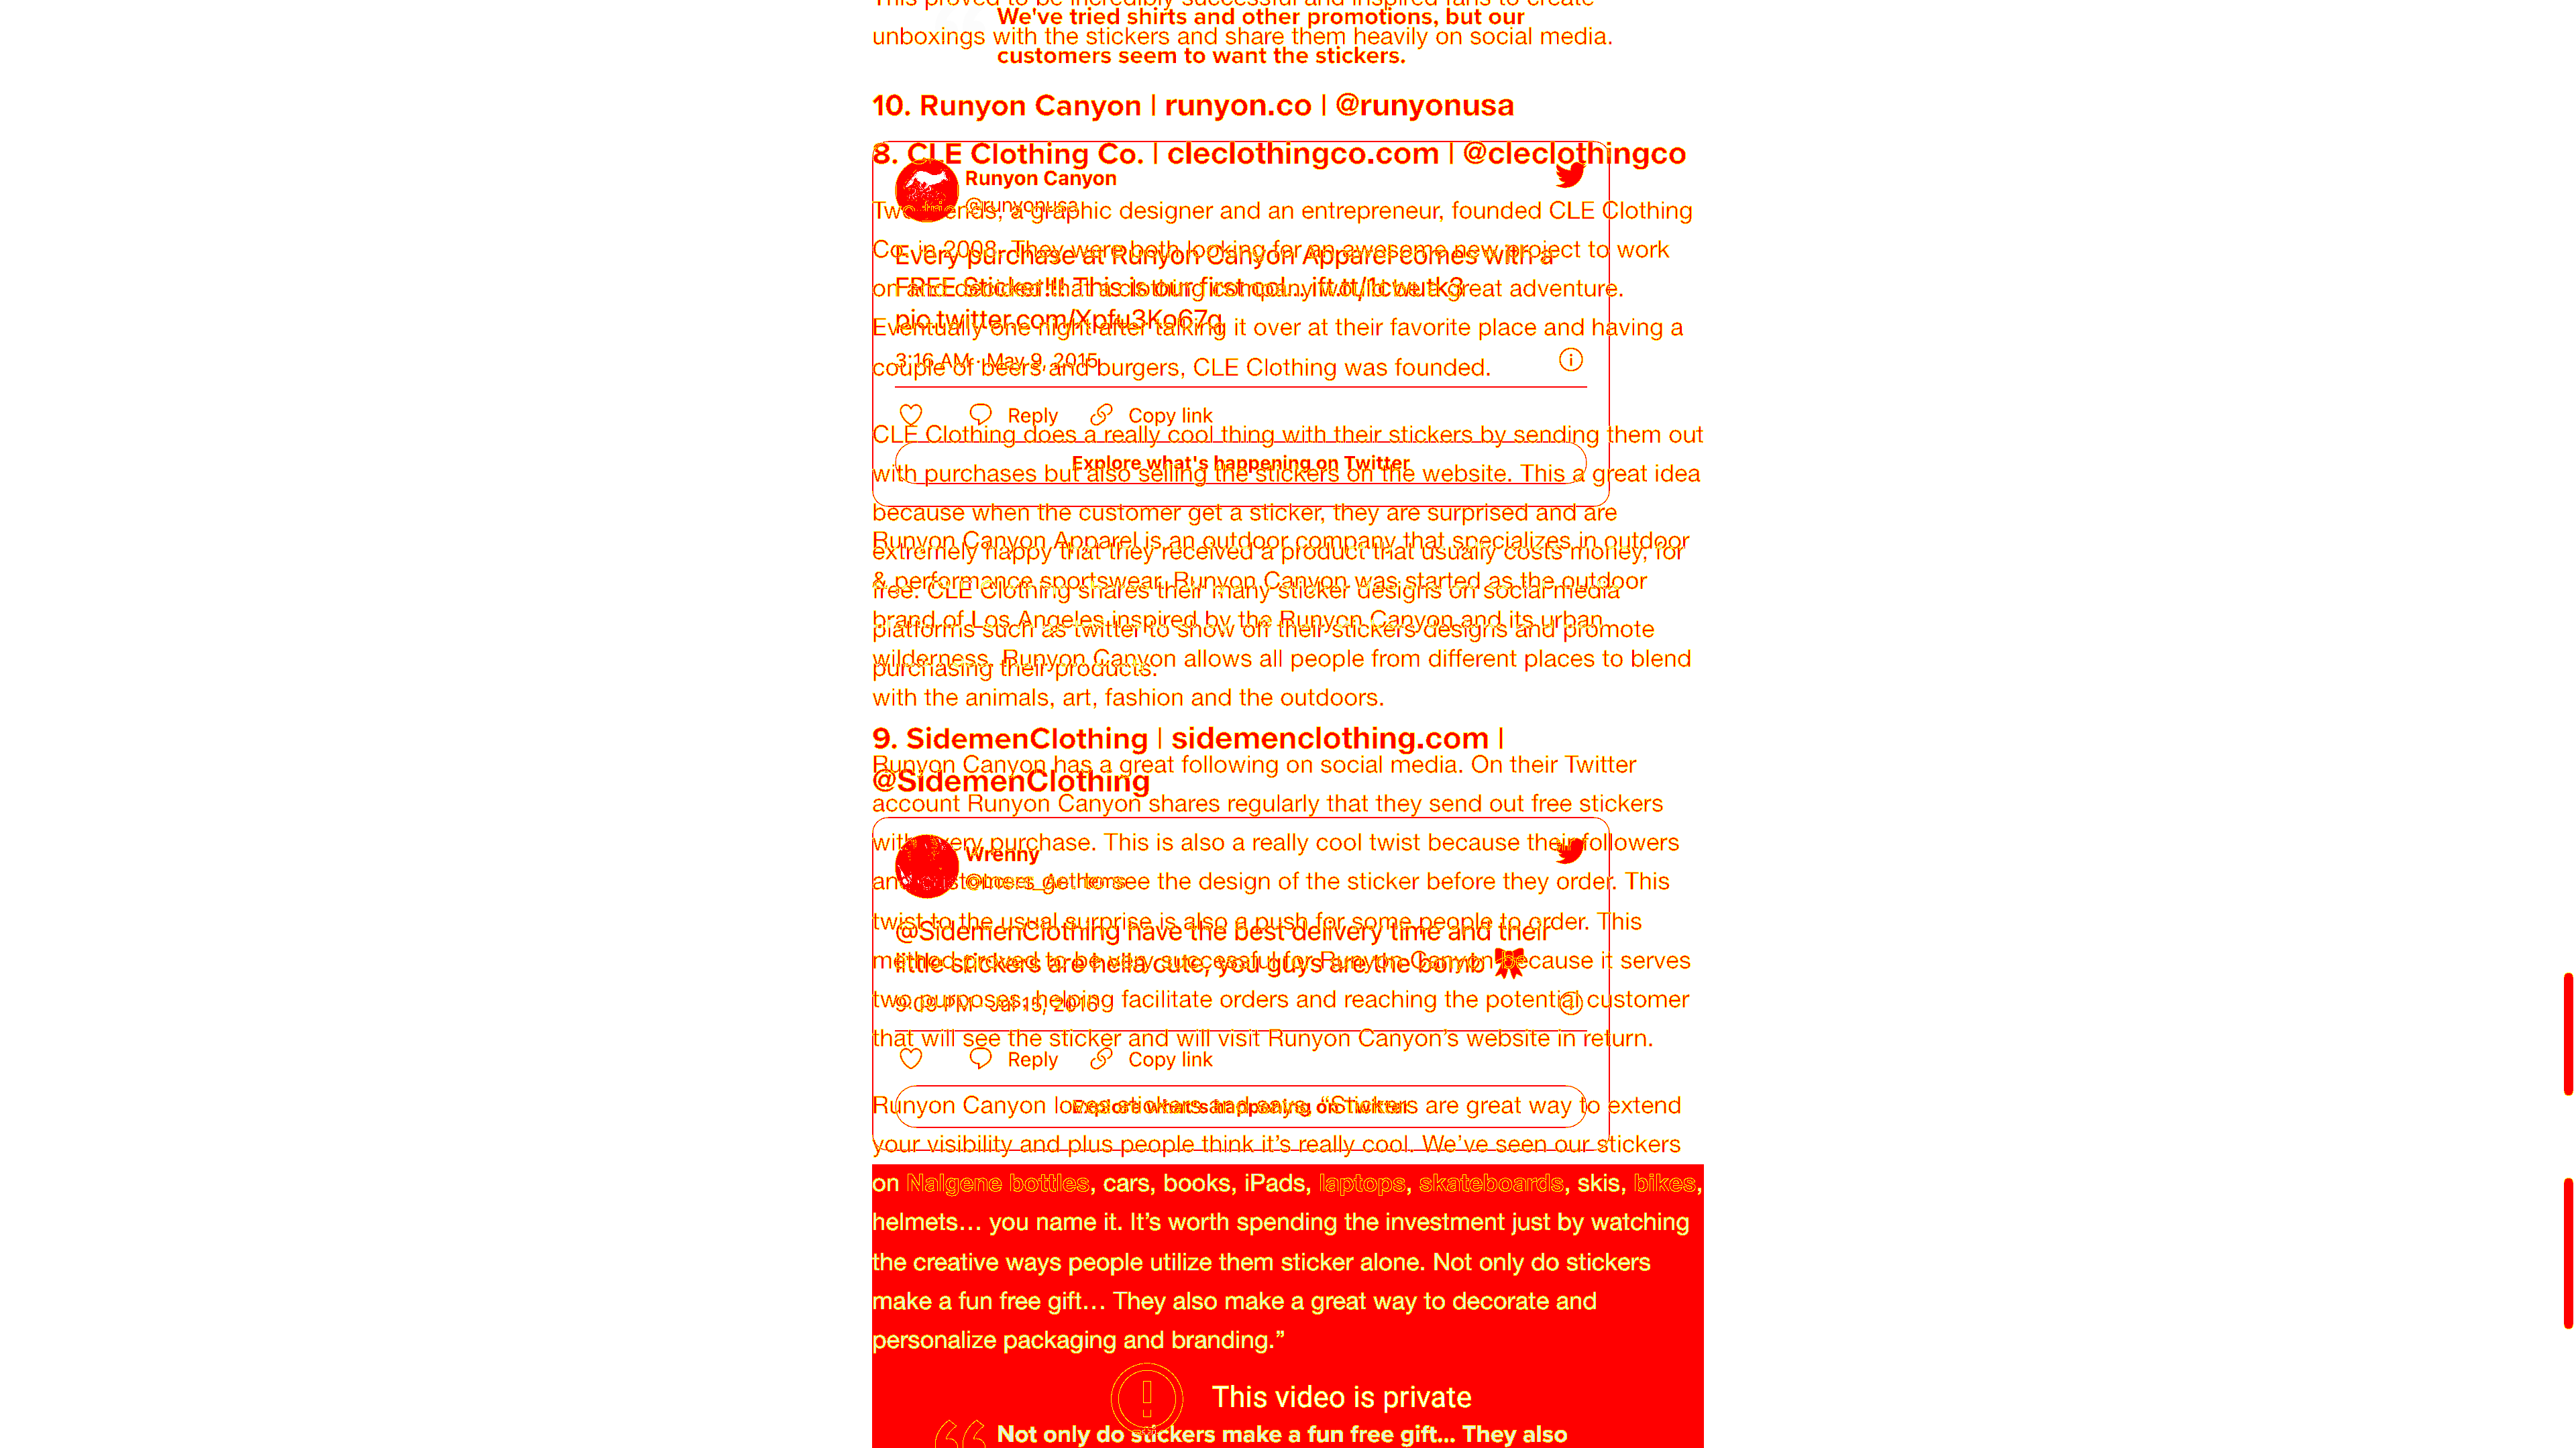 This proved to be incredibly successful and inspired fans to create
We've tried shirts and other promotions, but our
unboxings with the stickers and share them heavily on social media.
customers seem to want the stickers.
10. Runyon Canyon | runyon.co | @runyonusa
8. CLE Clothing Co. | cleclothingco.com | @cleclothingco
Runyon Canyon
@runyonusa
Two friends, a graphic designer and an entrepreneur, founded CLE Clothing
Co. in 2008. They were both looking for an awesome new project to work
Every purchase at Runyon Canyon Apparel comes with a
FREE Sticker!!! This is our first col... ift.tt/1cwutk3
on and decided that a clothing company would be a great adventure.
pic.twitter.com/Xpfu3Ko67q
Eventually one night after talking it over at their favorite place and having a
3:16 AM · May 9, 2015
couple of beers and burgers, CLE Clothing was founded.
Reply Copy link
CLE Clothing does a really cool thing with their stickers by sending them out
Explore what's happening on Twitter
with purchases but also selling the stickers on the website. This a great idea
because when the customer get a sticker, they are surprised and are
Runyon Canyon Apparel is an outdoor company that specializes in outdoor
extremely happy that they received a product that usually costs money, for
& performance sportswear. Runyon Canyon was started as the outdoor
free. CLE Clothing shares their many sticker designs on social media
brand of Los Angeles inspired by the Runyon Canyon and its urban
platforms such as twitter to show off their stickers designs and promote
wilderness. Runyon Canyon allows all people from different places to blend
purchasing their products.
with the animals, art, fashion and the outdoors.
9. SidemenClothing | sidemenclothing.com |
Runyon Canyon has a great following on social media. On their Twitter
@SidemenClothing
account Runyon Canyon shares regularly that they send out free stickers
with every purchase. This is also a really cool twist because their followers
Wrenny
and customers get to see the design of the sticker before they order. This
twist to the usual surprise is also a push for some people to order. This
@SidemenClothing have the best delivery time and their
little stickers are hella cute, you guys are the bomb
method proved to be very successful for Runyon Canyon because it serves
two purposes; helping facilitate orders and reaching the potential customer
PM · Jul 15, 2016
that will see the sticker and will visit Runyon Canyon’s website in return.
Reply Copy link
Runyon Canyon loves stickers and says, “Stickers are great way to extend
Explore what's happening on Twitter
your visibility and plus people think it’s really cool. We’ve seen our stickers
on Nalgene bottles, cars, books, iPads, laptops, skateboards, skis, bikes,
helmets… you name it. It’s worth spending the investment just by watching
the creative ways people utilize them sticker alone. Not only do stickers
make a fun free gift… They also make a great way to decorate and
personalize packaging and branding.”
This video is private
“ Not only do stickers make a fun free gift... They also